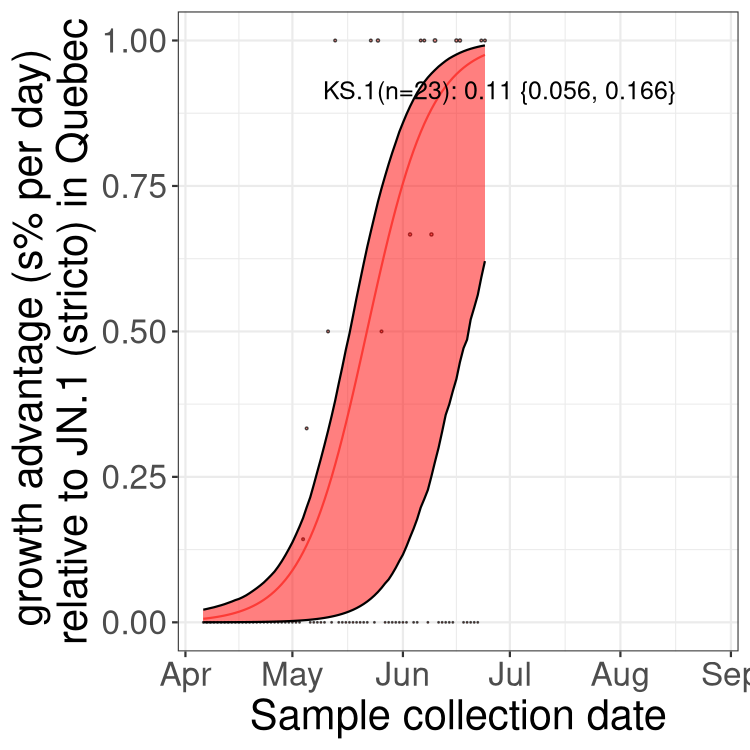 growth advantage (s% per day)
relative to JN.1 (stricto) in Quebec
1.00
0.75
0.50
0.25
0.00
KS.1(n=23): 0.11 {0.056, 0.166}
Apr May Jun Jul Aug Sep
Sample collection date